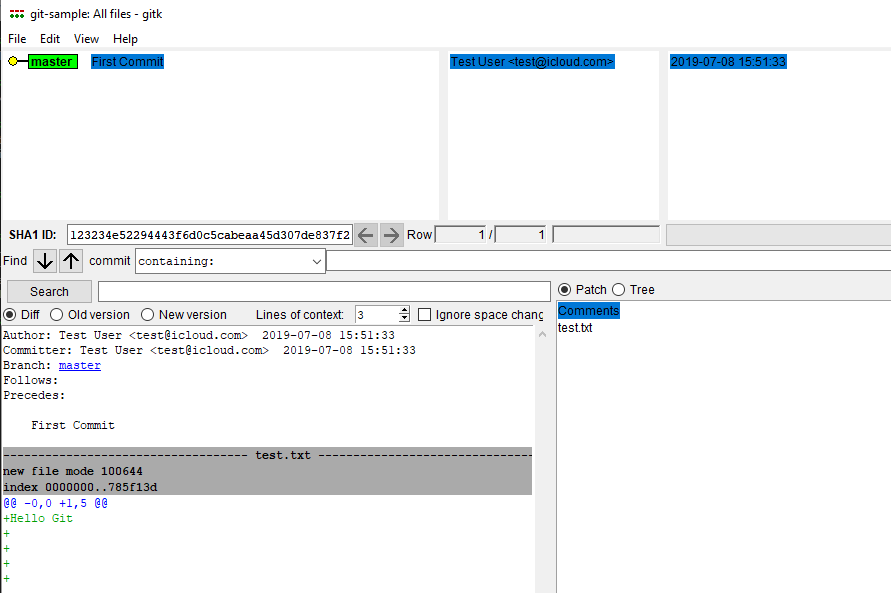 git-sample: All files - gitk
File Edit View Help
master First Commit Test User <test@icloud.com> 2019-07-08 15:51:33
SHA1 ID: 123234e52294443f6d0c5cabeaa45d307de837f2 Row 1 / 1
Find commit containing:
Search
Patch Tree
Diff Old version New version Lines of context: 3 Ignore space chang
Comments
test.txt
Author: Test User <test@icloud.com> 2019-07-08 15:51:33
Committer: Test User <test@icloud.com> 2019-07-08 15:51:33
Branch: master
Follows:
Precedes:
First Commit
---------------------------------- test.txt ----------------------------------
new file mode 100644
index 0000000..785f13d
@@ -0,0 +1,5 @@
+Hello Git
+
+
+
+